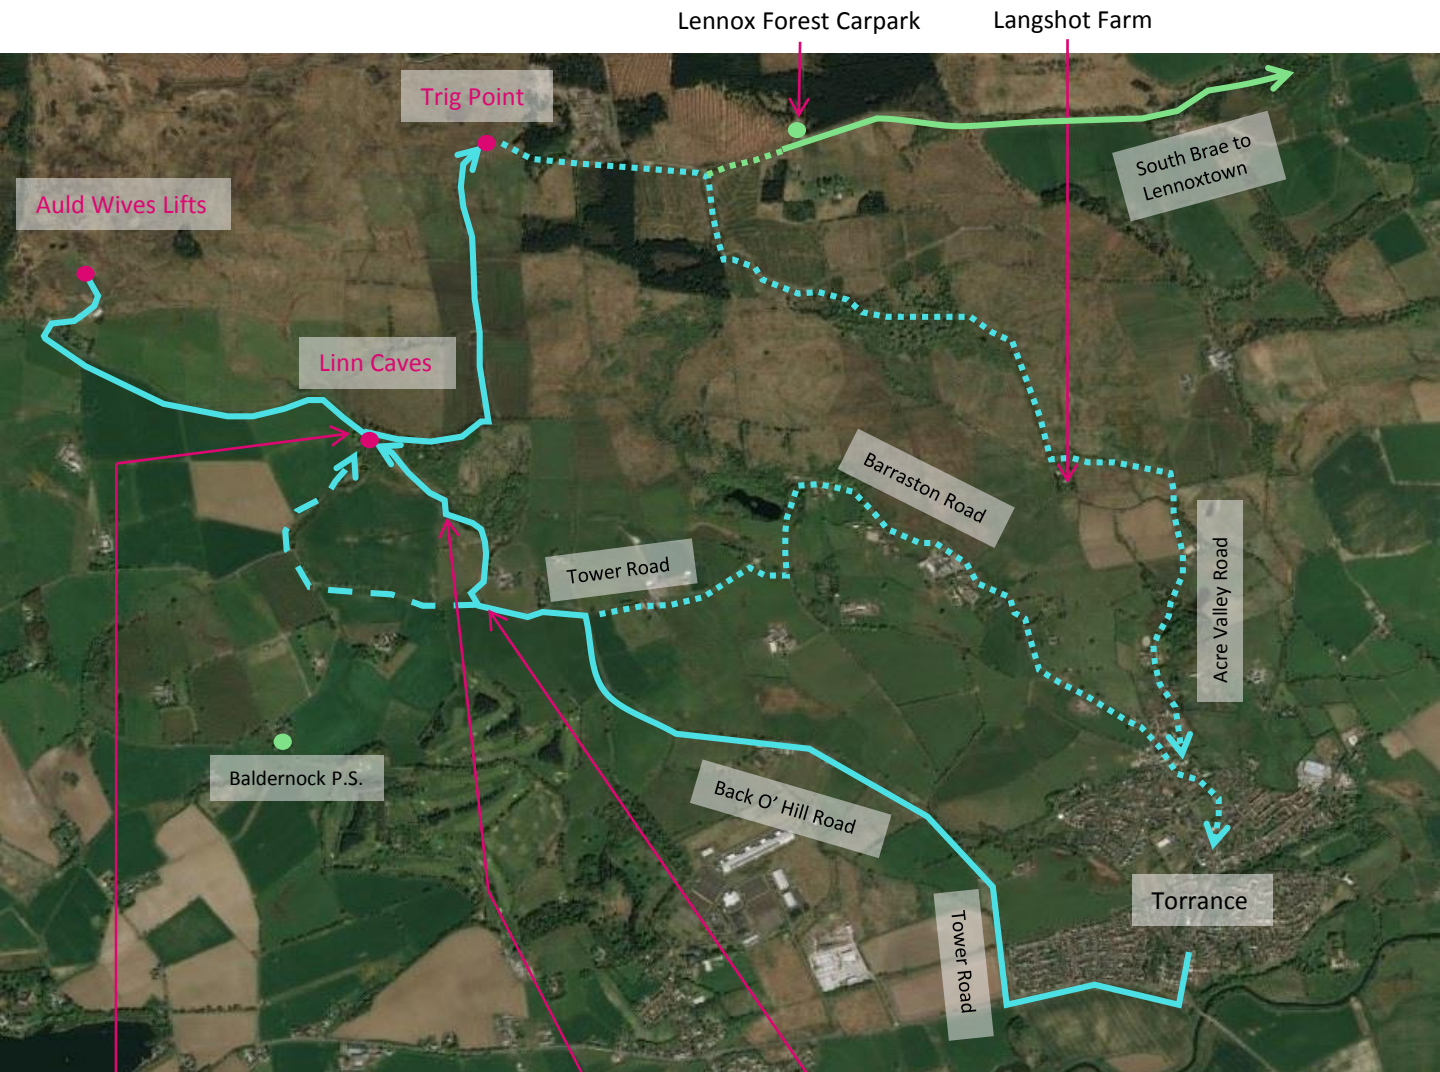 Lennox Forest Carpark
Langshot Farm
Trig Point
South Brae to
Lennoxtown
Auld Wives Lifts
Linn Caves
Barraston Road
Tower Road
Acre Valley Road
Baldernock P.S.
Back O’ Hill Road
Torrance
Tower Road